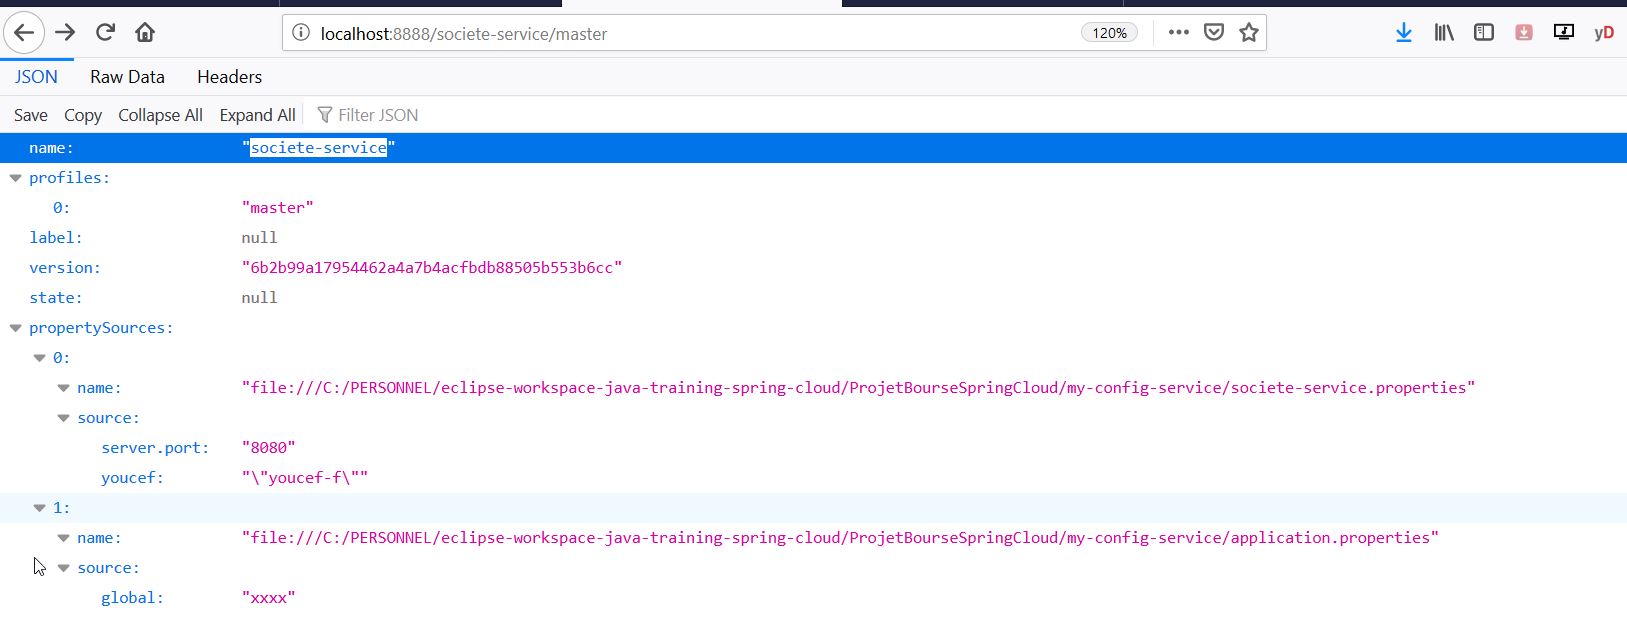 localhost:8888/societe-service/master 120%
yD
JSON Raw Data Headers
Save Copy Collapse All Expand All Filter JSON
name: "societe-service"
profiles:
0: "master"
label: null
version: "6b2b99a17954462a4a7b4acfbdb88505b553b6cc"
state: null
propertySources:
0:
name: "file:///C:/PERSONNEL/eclipse-workspace-java-training-spring-cloud/ProjetBourseSpringCloud/my-config-service/societe-service.properties"
source:
server.port: "8080"
youcef: "\"youcef-f\""
1:
name: "file:///C:/PERSONNEL/eclipse-workspace-java-training-spring-cloud/ProjetBourseSpringCloud/my-config-service/application.properties"
source:
global: "xxxx"